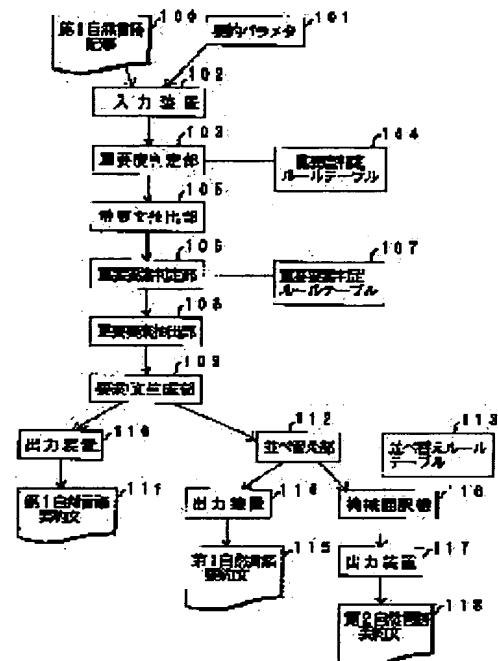 100
101
第1自然言語
記事
要約パラメタ
102
入力装置
103
重要度判定部
104
重要度判定
ルールテーブル
105
重要文抽出部
106
重要要素判定部
107
重要要素判定
ルールテーブル
108
重要要素抽出部
109
要約文生成部
110
出力装置
112
並べ替え部
113
並べ替えルール
テーブル
111
第1自然言語
要約文
114
出力装置
116
機械翻訳機
115
第1自然言語
要約文
117
出力装置
118
第2自然言語
要約文